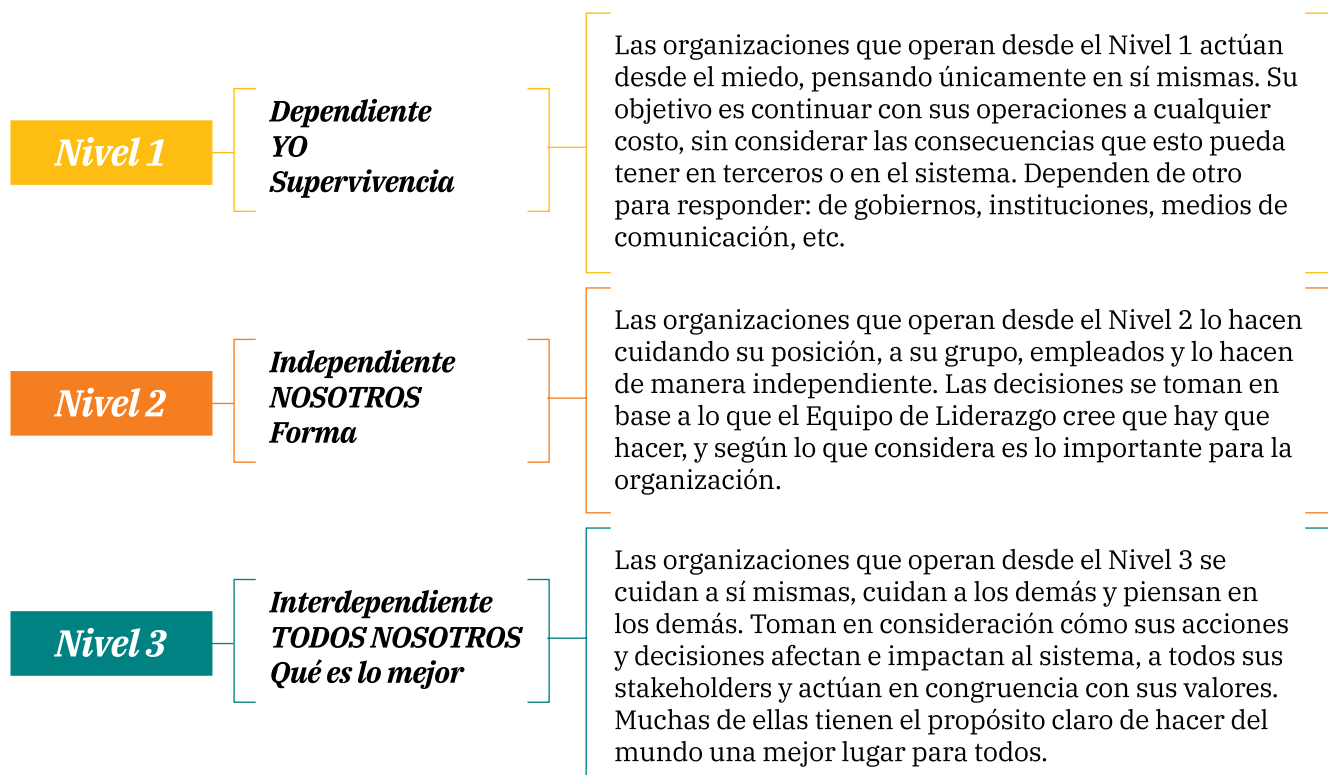 Nivel 1
Dependiente
YO
Supervivencia
Las organizaciones que operan desde el Nivel 1 actúan
desde el miedo, pensando únicamente en sí mismas. Su
objetivo es continuar con sus operaciones a cualquier
costo, sin considerar las consecuencias que esto pueda
tener en terceros o en el sistema. Dependen de otro
para responder: de gobiernos, instituciones, medios de
comunicación, etc.
Nivel 2
Independiente
NOSOTROS
Forma
Las organizaciones que operan desde el Nivel 2 lo hacen
cuidando su posición, a su grupo, empleados y lo hacen
de manera independiente. Las decisiones se toman en
base a lo que el Equipo de Liderazgo cree que hay que
hacer, y según lo que considera es lo importante para la
organización.
Nivel 3
Interdependiente
TODOS NOSOTROS
Qué es lo mejor
Las organizaciones que operan desde el Nivel 3 se
cuidan a sí mismas, cuidan a los demás y piensan en
los demás. Toman en consideración cómo sus acciones
y decisiones afectan e impactan al sistema, a todos sus
stakeholders y actúan en congruencia con sus valores.
Muchas de ellas tienen el propósito claro de hacer del
mundo una mejor lugar para todos.